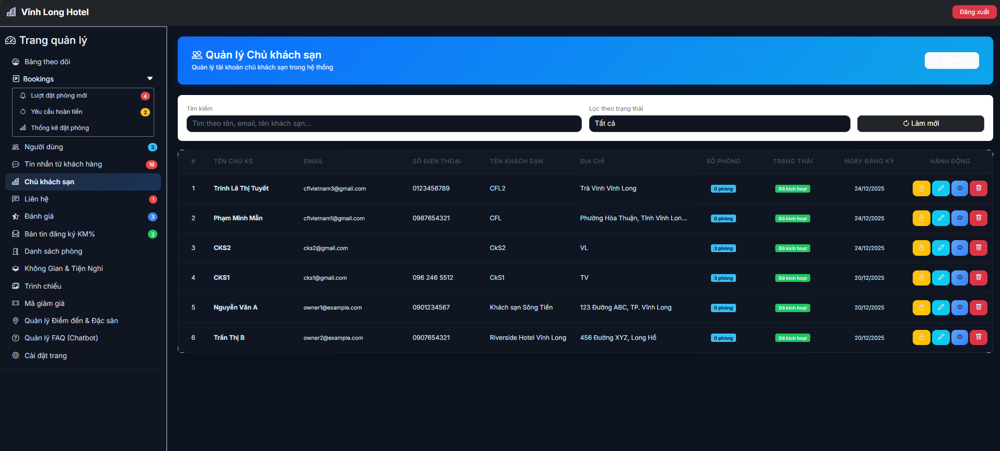 Vĩnh Long Hotel
Đăng xuất
Trang quản lý
Bảng theo dõi
Bookings
Lượt đặt phòng mới 4
Yêu cầu hoàn tiền 2
Thống kê đặt phòng
Người dùng 3
Tin nhắn từ khách hàng 19
Chủ khách sạn
Liên hệ 1
Đánh giá 3
Bản tin đăng ký KM% 2
Danh sách phòng
Không Gian & Tiện Nghi
Trình chiếu
Mã giảm giá
Quản lý Điểm đến & Đặc sản
Quản lý FAQ (Chatbot)
Cài đặt trang
Quản lý Chủ khách sạn
Quản lý tài khoản chủ khách sạn trong hệ thống
Tìm kiếm
Tìm theo tên, email, tên khách sạn...
Lọc theo trạng thái
Tất cả
Làm mới
# TÊN CHỦ KS EMAIL SỐ ĐIỆN THOẠI TÊN KHÁCH SẠN ĐỊA CHỈ SỐ PHÒNG TRẠNG THÁI NGÀY ĐĂNG KÝ HÀNH ĐỘNG
1 Trinh Lê Thị Tuyết cflvietnam3@gmail.com 0123456789 CFL2 Trà Vinh Vĩnh Long 0 phòng Đã kích hoạt 24/12/2025
2 Phạm Minh Mẫn cflvietnam1@gmail.com 0987654321 CFL Phường Hòa Thuận, Tỉnh Vĩnh Lon... 0 phòng Đã kích hoạt 24/12/2025
3 CKS2 cks2@gmail.com CkS2 VL 3 phòng Đã kích hoạt 24/12/2025
4 CKS1 cks1@gmail.com 096 246 5512 CkS1 TV 3 phòng Đã kích hoạt 20/12/2025
5 Nguyễn Văn A owner1@example.com 0901234567 Khách sạn Sông Tiền 123 Đường ABC, TP. Vĩnh Long 0 phòng Đã kích hoạt 20/12/2025
6 Trần Thị B owner2@example.com 0907654321 Riverside Hotel Vĩnh Long 456 Đường XYZ, Long Hồ 0 phòng Đã kích hoạt 20/12/2025